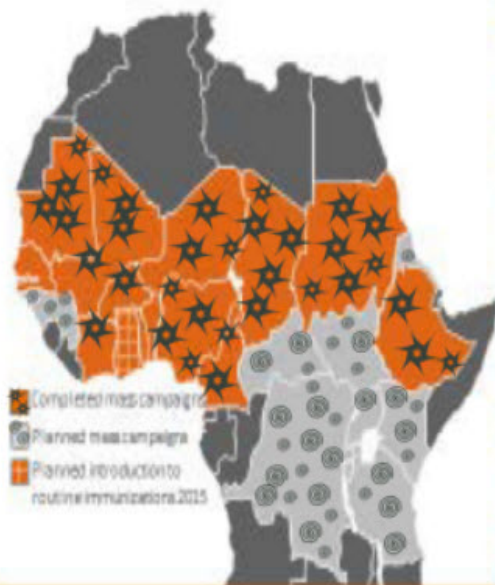 Completed mass campaigns
Planned mass campaigns
Planned introduction to
routine immunizations 2015